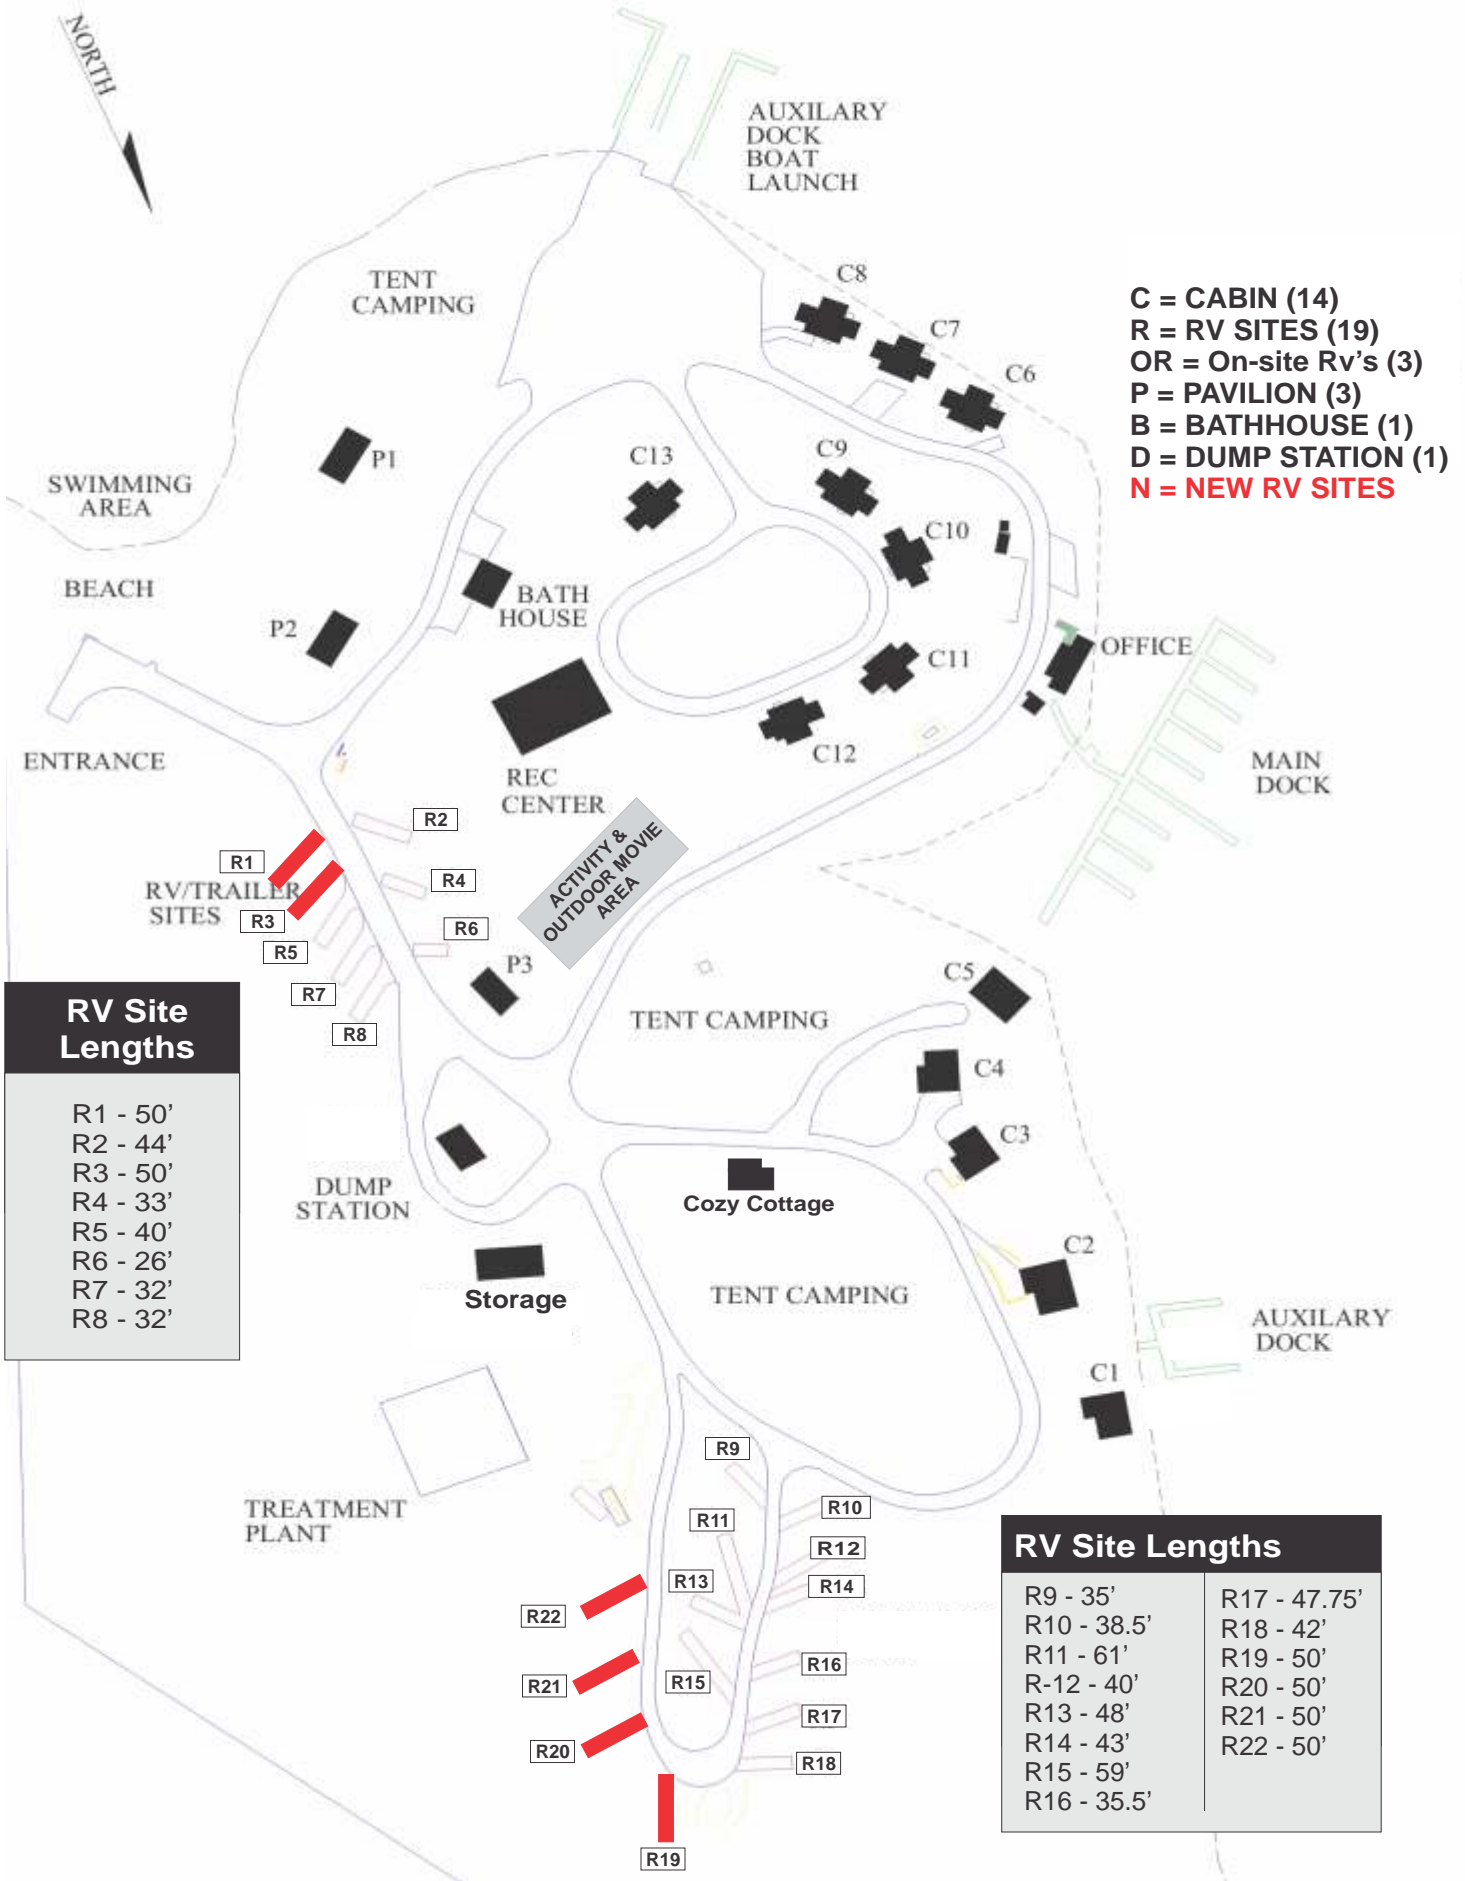 NORTH
AUXILARY
DOCK
BOAT
LAUNCH
TENT
CAMPING
C8
C7
C6
C = CABIN (14)
R = RV SITES (19)
OR = On-site Rv's (3)
P = PAVILION (3)
B = BATHHOUSE (1)
D = DUMP STATION (1)
N = NEW RV SITES
P1
C13
C9
SWIMMING
AREA
C10
BEACH
BATH
HOUSE
P2
OFFICE
C11
ENTRANCE
C12
REC
CENTER
MAIN
DOCK
R2
R1
ACTIVITY &
OUTDOOR MOVIE
AREA
RV/TRAILER
SITES
R4
R3
R6
R5
P3
C5
R7
R8
TENT CAMPING
RV Site
Lengths
R1 - 50'
R2 - 44'
R3 - 50'
R4 - 33'
R5 - 40'
R6 - 26'
R7 - 32'
R8 - 32'
C4
C3
DUMP
STATION
Cozy Cottage
C2
Storage
TENT CAMPING
AUXILARY
DOCK
C1
R9
TREATMENT
PLANT
R10
R11
R12
R13
R14
R22
R16
R15
R21
R17
R20
R18
R19
RV Site Lengths
R9 - 35'
R10 - 38.5'
R11 - 61'
R-12 - 40'
R13 - 48'
R14 - 43'
R15 - 59'
R16 - 35.5'
R17 - 47.75'
R18 - 42'
R19 - 50'
R20 - 50'
R21 - 50'
R22 - 50'